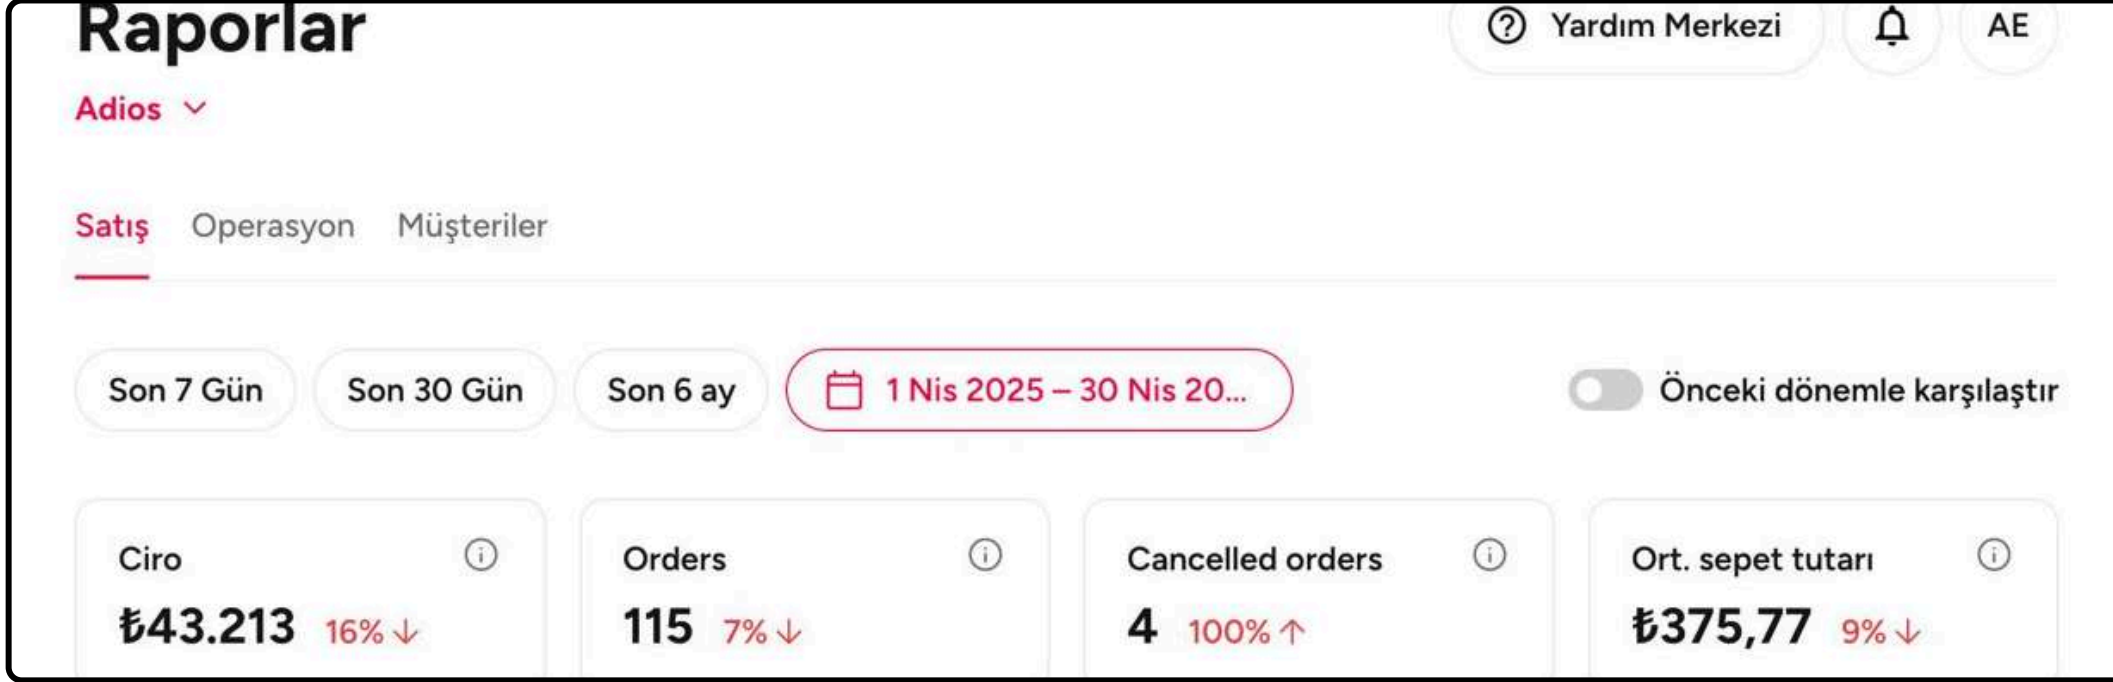 Raporlar
Yardım Merkezi
AE
Adios
Satış Operasyon Müşteriler
Son 7 Gün Son 30 Gün Son 6 ay 1 Nis 2025 – 30 Nis 20... Önceki dönemle karşılaştır
Ciro
₺43.213 16% ↓
Orders
115 7% ↓
Cancelled orders
4 100% ↑
Ort. sepet tutarı
₺375,77 9% ↓